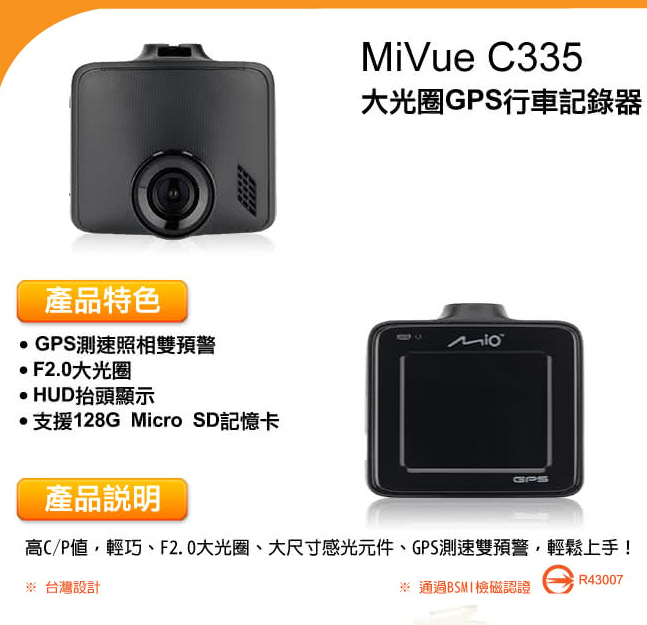 MiVue C335
大光圈GPS行車記錄器
產品特色
• GPS測速照相雙預警
• F2.0大光圈
• HUD抬頭顯示
• 支援128G Micro SD記憶卡
Mio™
GPS
產品説明
高C/P値，輕巧、F2.0大光圈、大尺寸感光元件、GPS測速雙預警，輕鬆上手！
※ 台灣設計
※ 通過BSMI檢磁認證 R43007